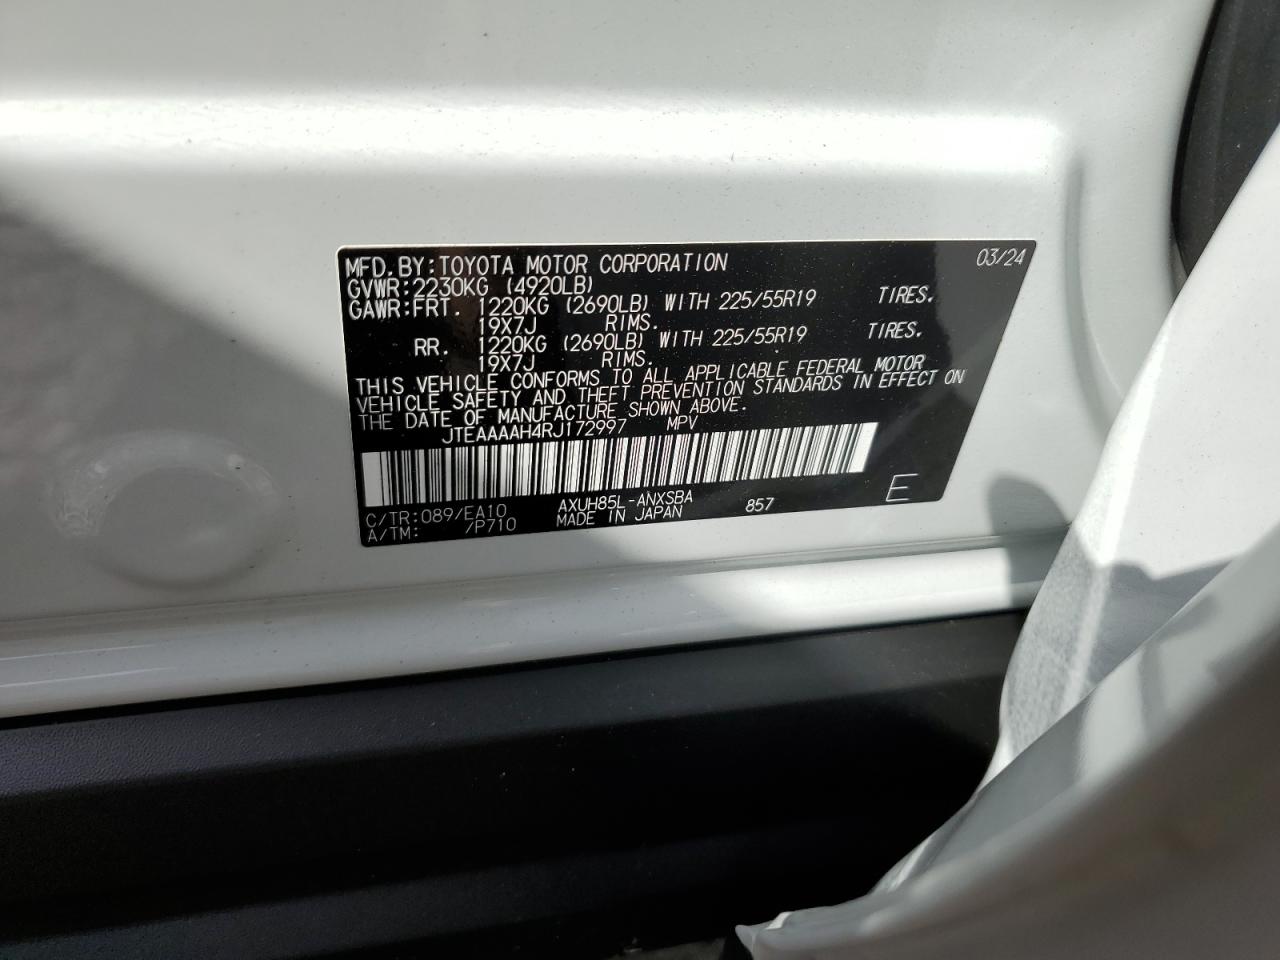 MFD.BY:TOYOTA MOTOR CORPORATION 03/24
GVWR:2230KG (4920LB)
GAWR:FRT. 1220KG (2690LB) WITH 225/55R19 TIRES.
19X7J RIMS.
RR. 1220KG (2690LB) WITH 225/55R19 TIRES.
19X7J RIMS.
THIS VEHICLE CONFORMS TO ALL APPLICABLE FEDERAL MOTOR
VEHICLE SAFETY AND THEFT PREVENTION STANDARDS IN EFFECT ON
THE DATE OF MANUFACTURE SHOWN ABOVE.
JTEAAAAH4RJ172997 MPV
C/TR:089/EA10 AXUH85L-ANXSBA 857 E
A/TM: /P710 MADE IN JAPAN